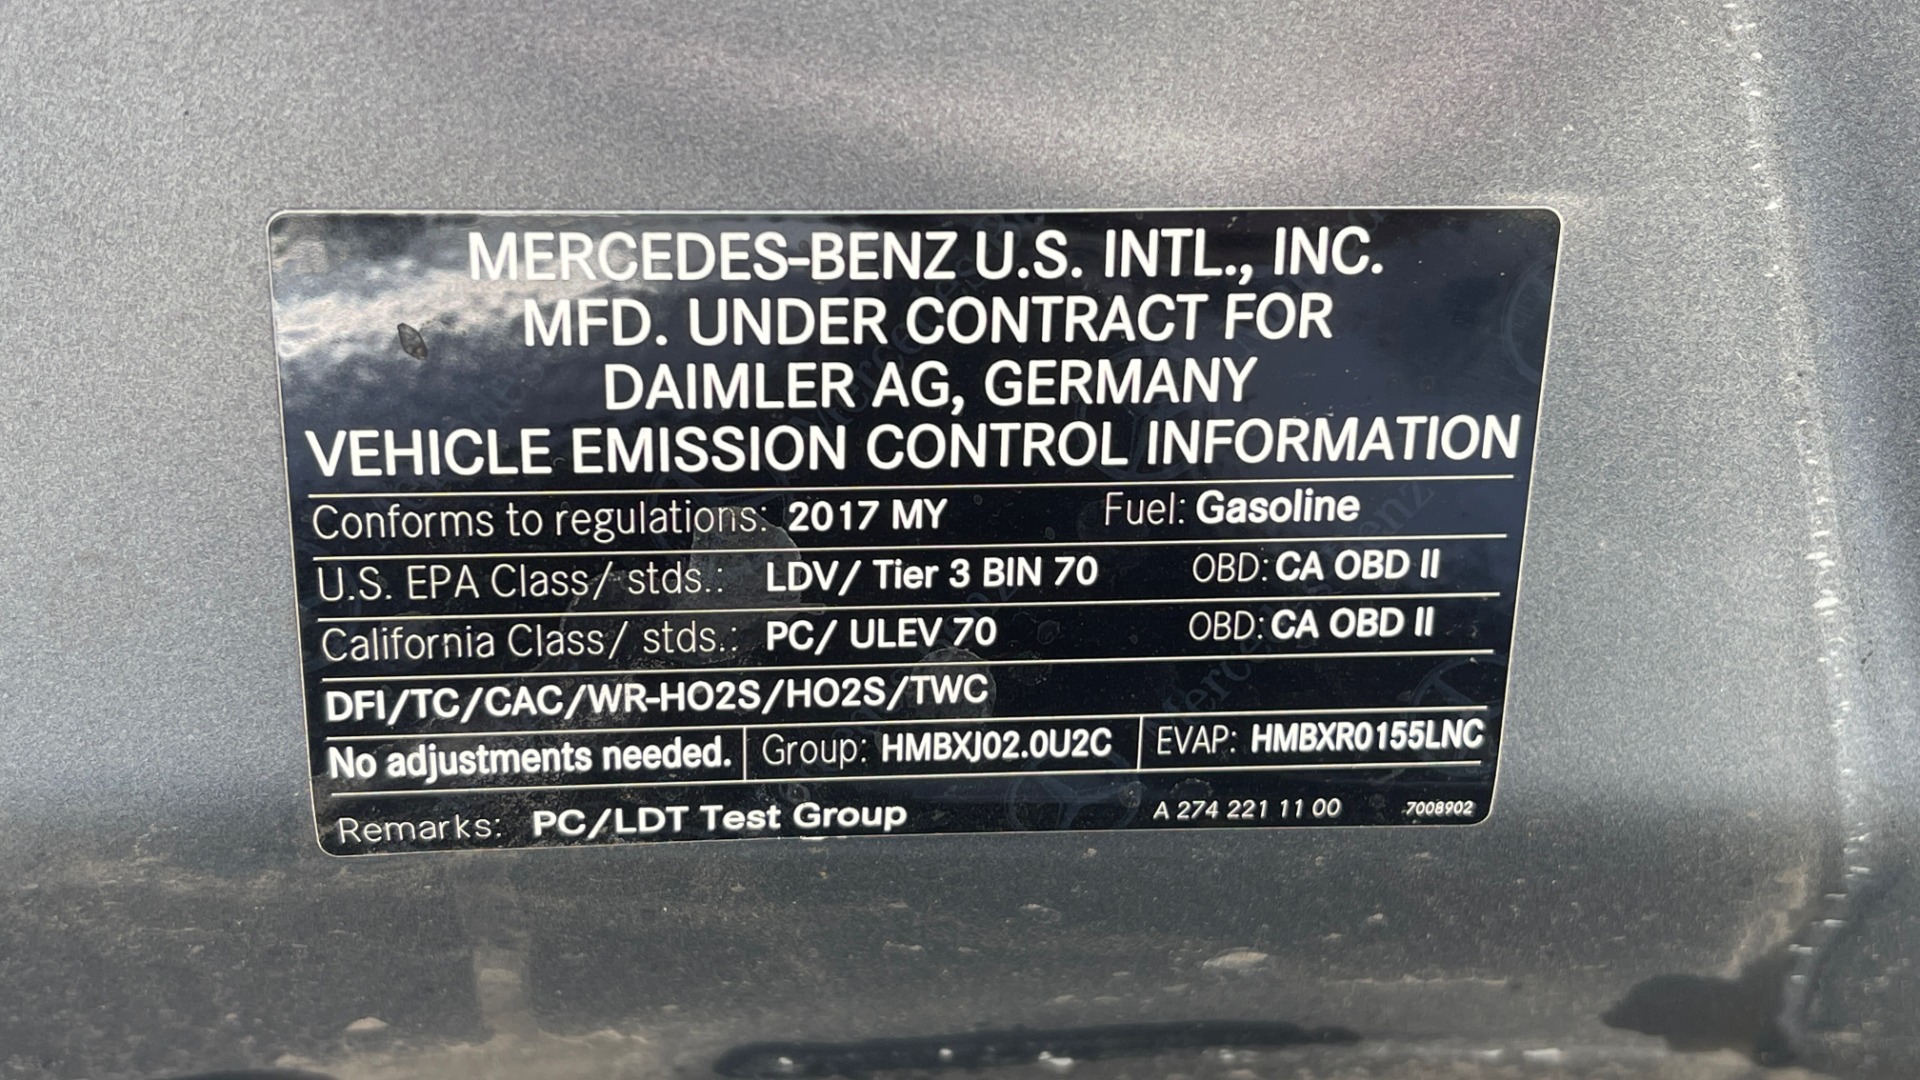 MERCEDES-BENZ U.S. INTL., INC.
MFD. UNDER CONTRACT FOR
DAIMLER AG, GERMANY
VEHICLE EMISSION CONTROL INFORMATION
Conforms to regulations: 2017 MY Fuel: Gasoline
U.S. EPA Class/ stds.: LDV/ Tier 3 BIN 70 OBD: CA OBD II
California Class/ stds.: PC/ ULEV 70 OBD: CA OBD II
DFI/TC/CAC/WR-HO2S/HO2S/TWC
No adjustments needed. Group: HMBXJ02.0U2C EVAP: HMBXR0155LNC
Remarks: PC/LDT Test Group A 274 221 11 00 7008902